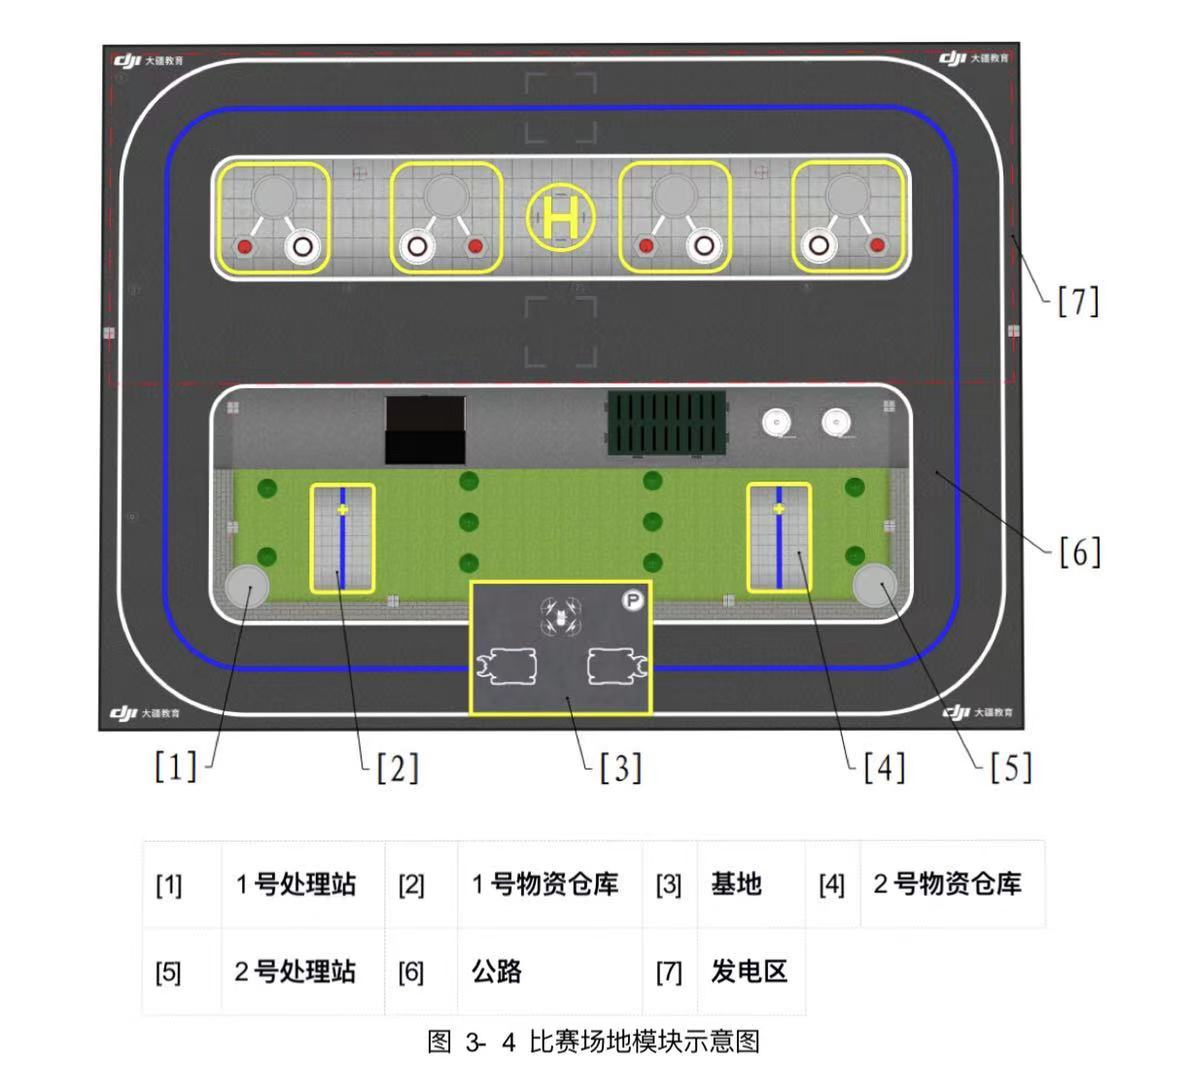 dji 大疆教育
dji 大疆教育
H
[7]
[6]
P
dji 大疆教育
dji 大疆教育
[1]
[2]
[3]
[4]
[5]
[1] 1号处理站 [2] 1号物资仓库 [3] 基地 [4] 2号物资仓库
[5] 2号处理站 [6] 公路 [7] 发电区
图 3- 4 比赛场地模块示意图